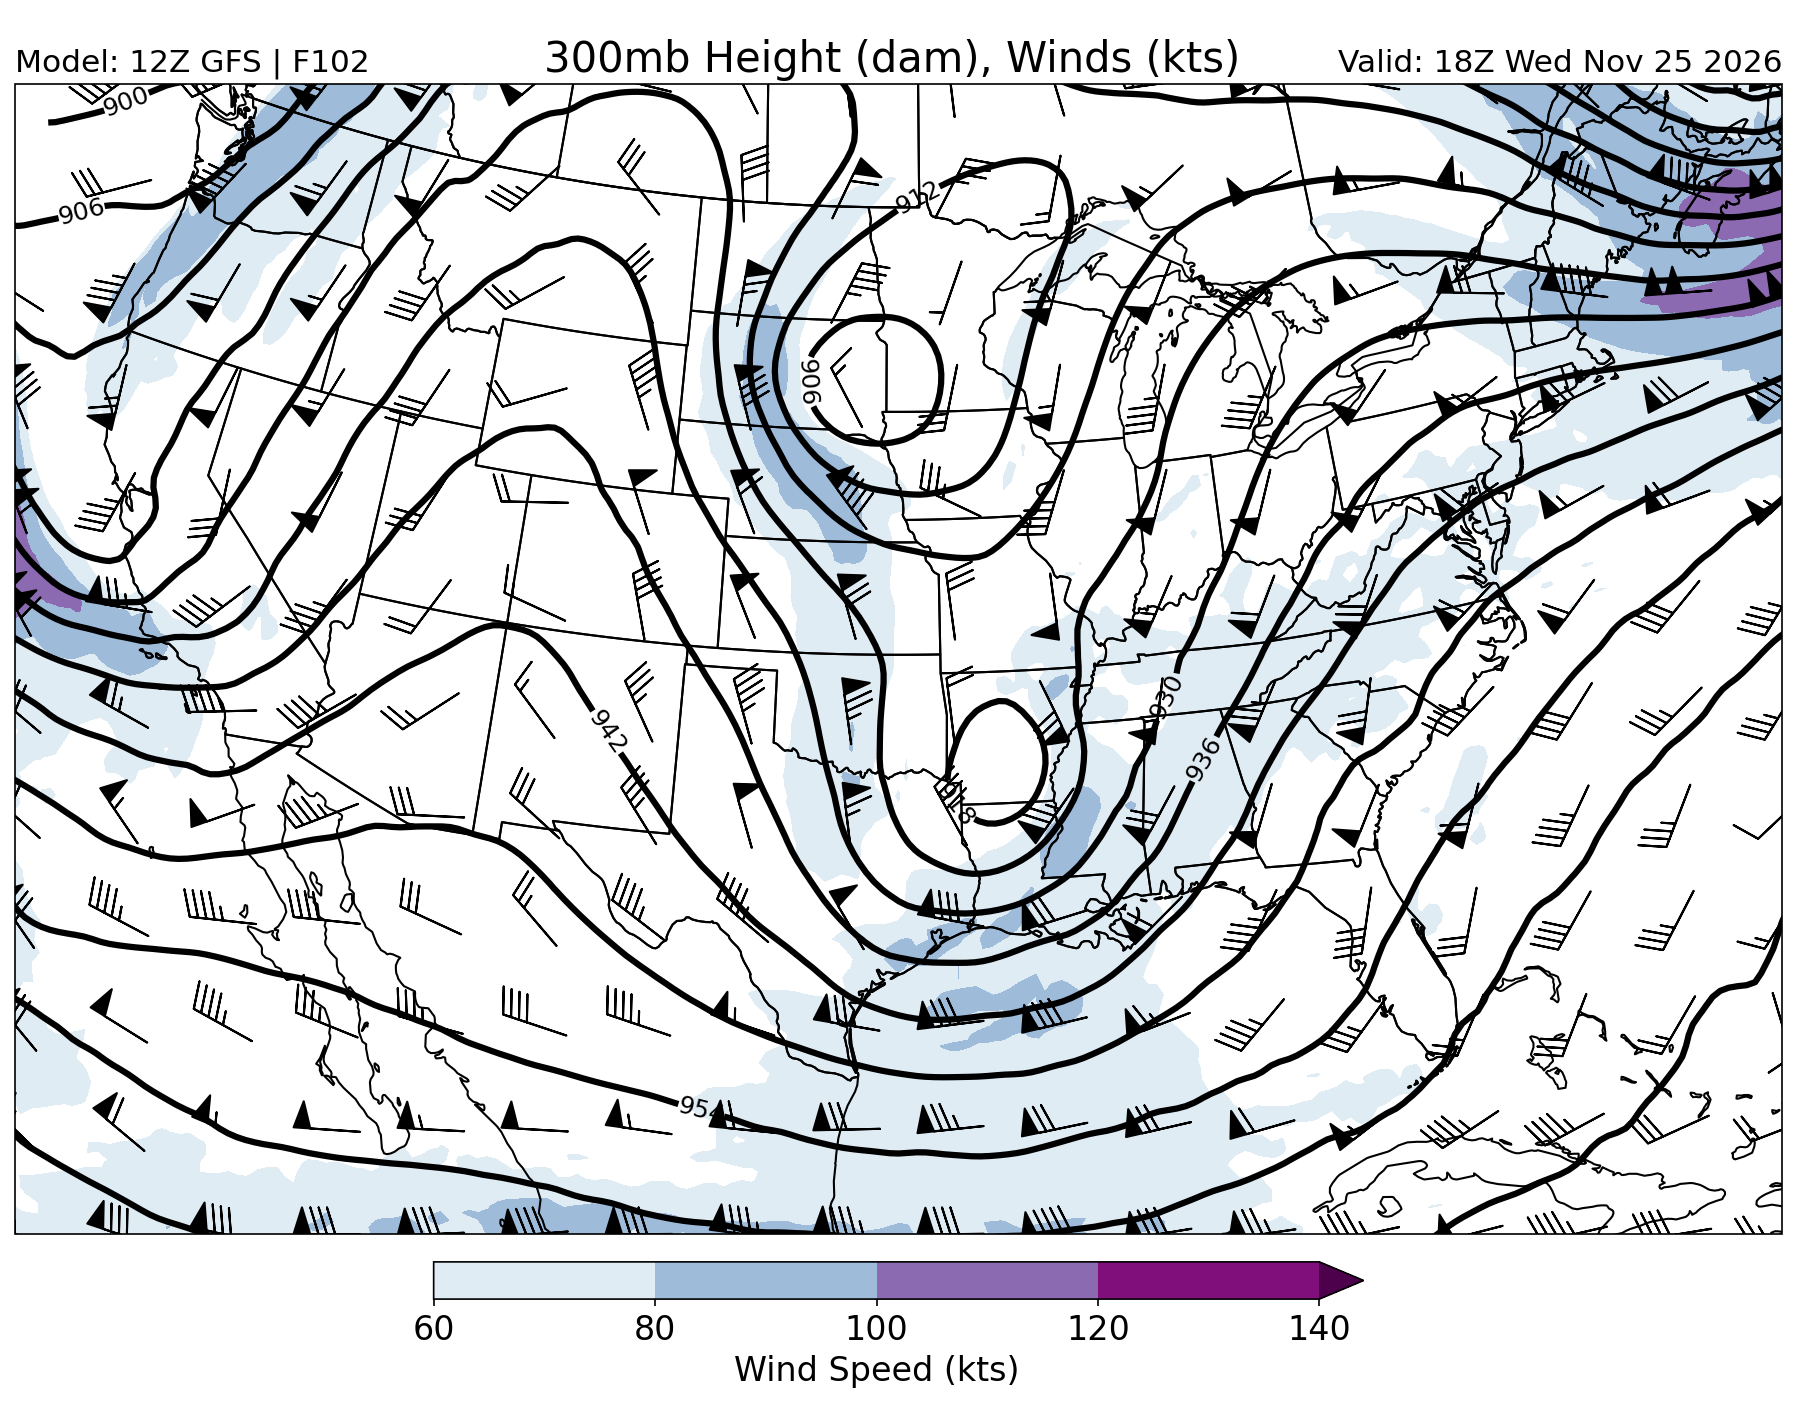 Model: 12Z GFS | F102
300mb Height (dam), Winds (kts)
Valid: 18Z Wed Nov 25 2026
900
906
912
906
942
930
936
918
954
60 80 100 120 140
Wind Speed (kts)